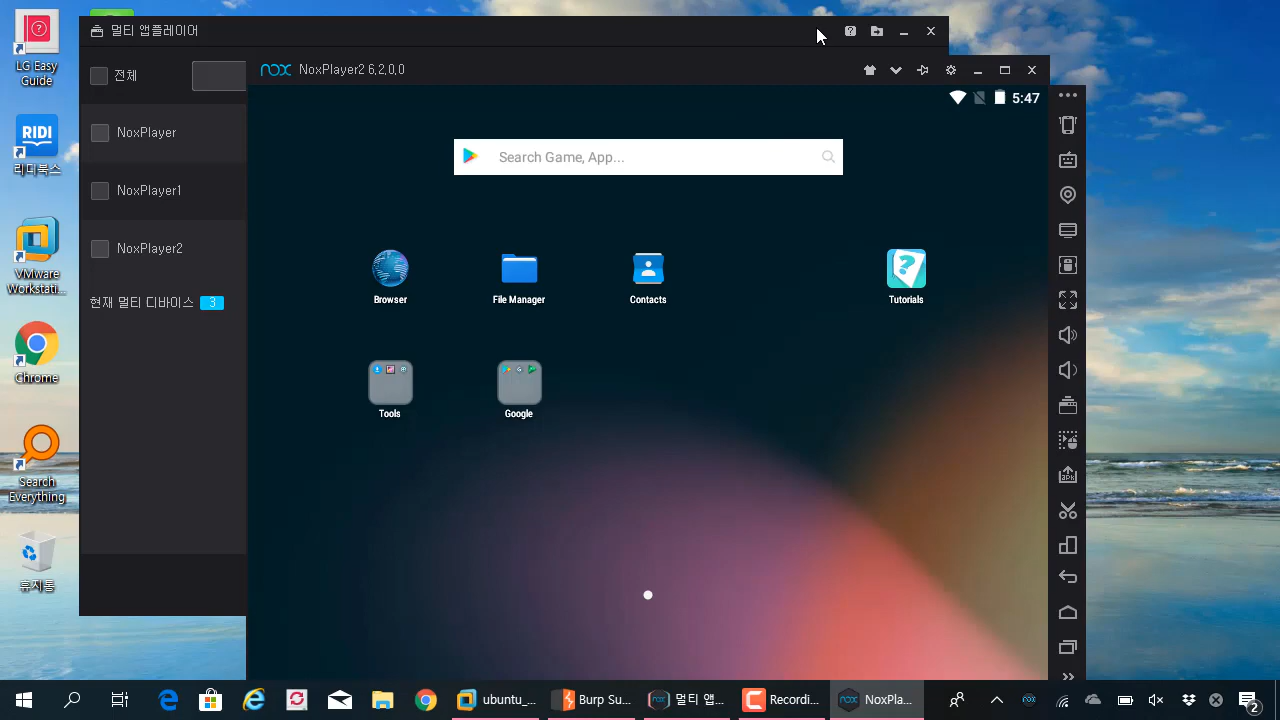 LG Easy
Guide
RIDI
리디북스
VMware
Workstati...
Chrome
Search
Everything
휴지통
멀티 앱플레이어
전체
NoxPlayer
NoxPlayer1
NoxPlayer2
현재 멀티 디바이스 3
nox NoxPlayer2 6,2,0,0
5:47
Search Game, App...
Browser
File Manager
Contacts
Tutorials
Tools
Google
ubuntu_...
Burp Su...
멀티 앱...
Recordi...
NoxPla...
2